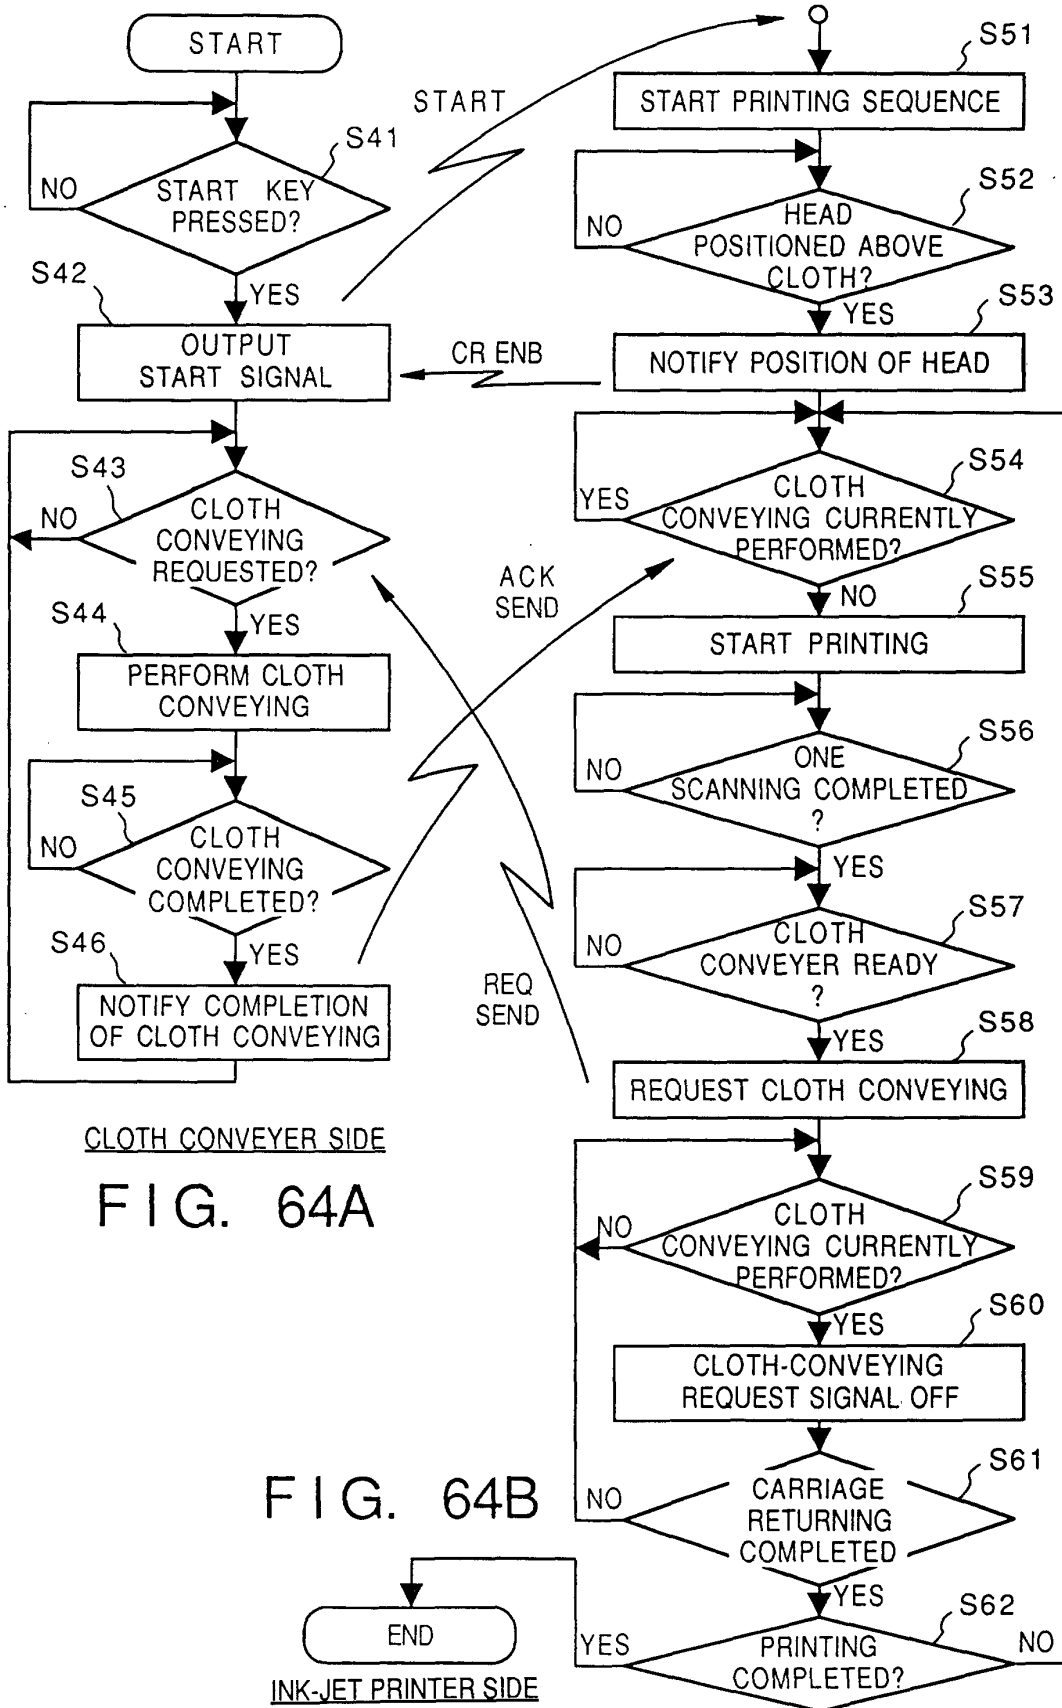 START
S41
NO
START KEY
PRESSED?
YES
S42
OUTPUT
START SIGNAL
S43
NO
CLOTH
CONVEYING
REQUESTED?
YES
S44
PERFORM CLOTH
CONVEYING
S45
NO
CLOTH
CONVEYING
COMPLETED?
YES
S46
NOTIFY COMPLETION
OF CLOTH CONVEYING
CLOTH CONVEYER SIDE
FIG. 64A
START
CR ENB
ACK
SEND
REQ
SEND
S51
START PRINTING SEQUENCE
S52
NO
HEAD
POSITIONED ABOVE
CLOTH?
YES
S53
NOTIFY POSITION OF HEAD
S54
YES
CLOTH
CONVEYING CURRENTLY
PERFORMED?
NO
S55
START PRINTING
S56
NO
ONE
SCANNING COMPLETED
?
YES
S57
NO
CLOTH
CONVEYER READY
?
YES
S58
REQUEST CLOTH CONVEYING
S59
NO
CLOTH
CONVEYING CURRENTLY
PERFORMED?
YES
S60
CLOTH-CONVEYING
REQUEST SIGNAL OFF
S61
NO
CARRIAGE
RETURNING
COMPLETED
YES
S62
YES
PRINTING
COMPLETED?
NO
END
INK-JET PRINTER SIDE
FIG. 64B